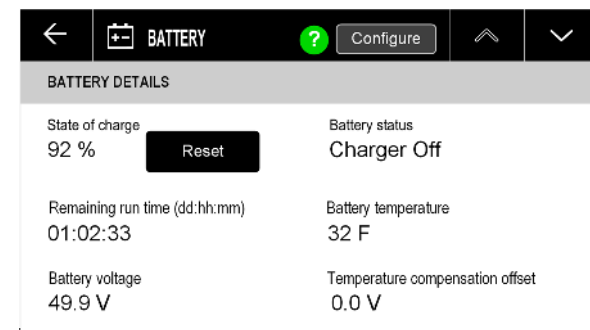 BATTERY
? Configure
BATTERY DETAILS
State of charge
92 %
Reset
Battery status
Charger Off
Remaining run time (dd:hh:mm)
01:02:33
Battery temperature
32 F
Battery voltage
49.9 V
Temperature compensation offset
0.0 V